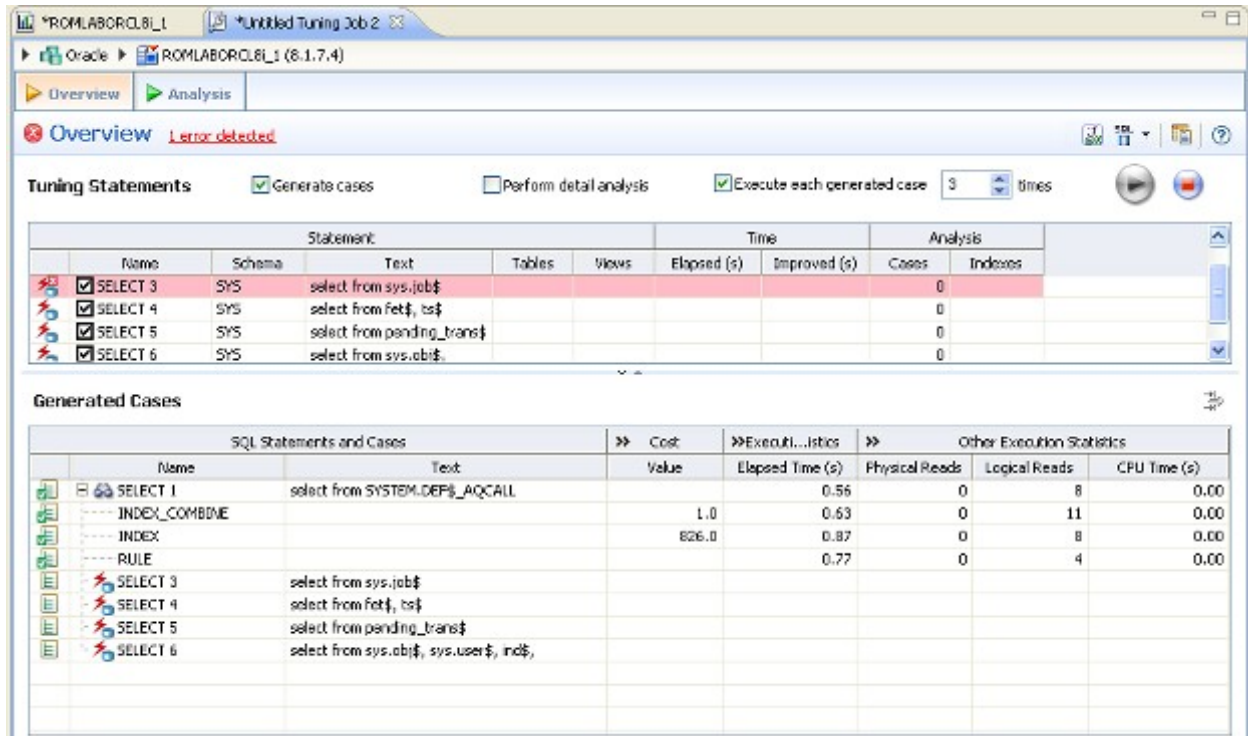 *ROMLABORCL8i_1 *Untitled Tuning Job 2
Oracle ROMLABORCL8i_1 (8.1.7.4)
Overview Analysis
Overview 1 error detected
Tuning Statements Generate cases Perform detail analysis Execute each generated case 3 times
Statement Time Analysis
Name Schema Text Tables Views Elapsed (s) Improved (s) Cases Indexes
SELECT 3 SYS select from sys.job$ 0
SELECT 4 SYS select from fet$, ts$ 0
SELECT 5 SYS select from pending_trans$ 0
SELECT 6 SYS select from sys.obj$, 0
Generated Cases
SQL Statements and Cases Cost Executi...istics Other Execution Statistics
Name Text Value Elapsed Time (s) Physical Reads Logical Reads CPU Time (s)
SELECT 1 select from SYSTEM.DEF$_AQCALL 0.56 0 8 0.00
INDEX_COMBINE 1.0 0.63 0 11 0.00
INDEX 826.0 0.87 0 8 0.00
RULE 0.77 0 4 0.00
SELECT 3 select from sys.job$
SELECT 4 select from fet$, ts$
SELECT 5 select from pending_trans$
SELECT 6 select from sys.obj$, sys.user$, ind$,